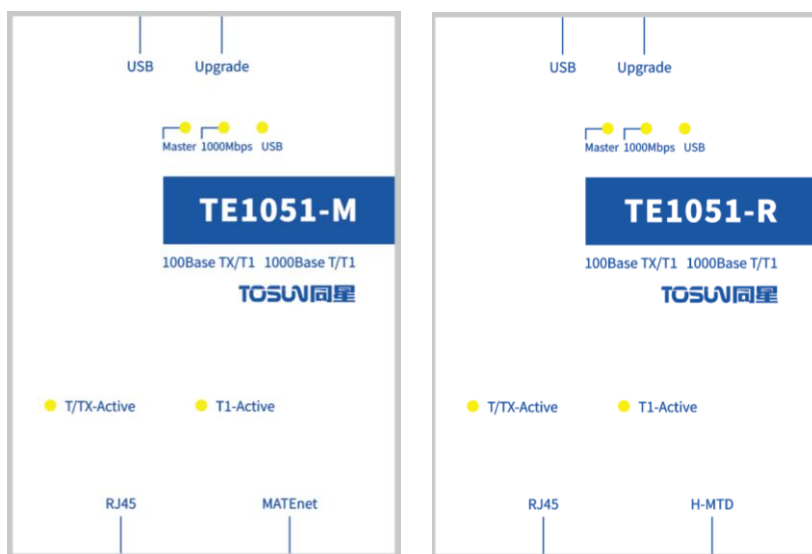 USB Upgrade
Master 1000Mbps USB
TE1051-M
100Base TX/T1 1000Base T/T1
TOSUN同星
T/TX-Active T1-Active
RJ45 MATEnet
USB Upgrade
Master 1000Mbps USB
TE1051-R
100Base TX/T1 1000Base T/T1
TOSUN同星
T/TX-Active T1-Active
RJ45 H-MTD